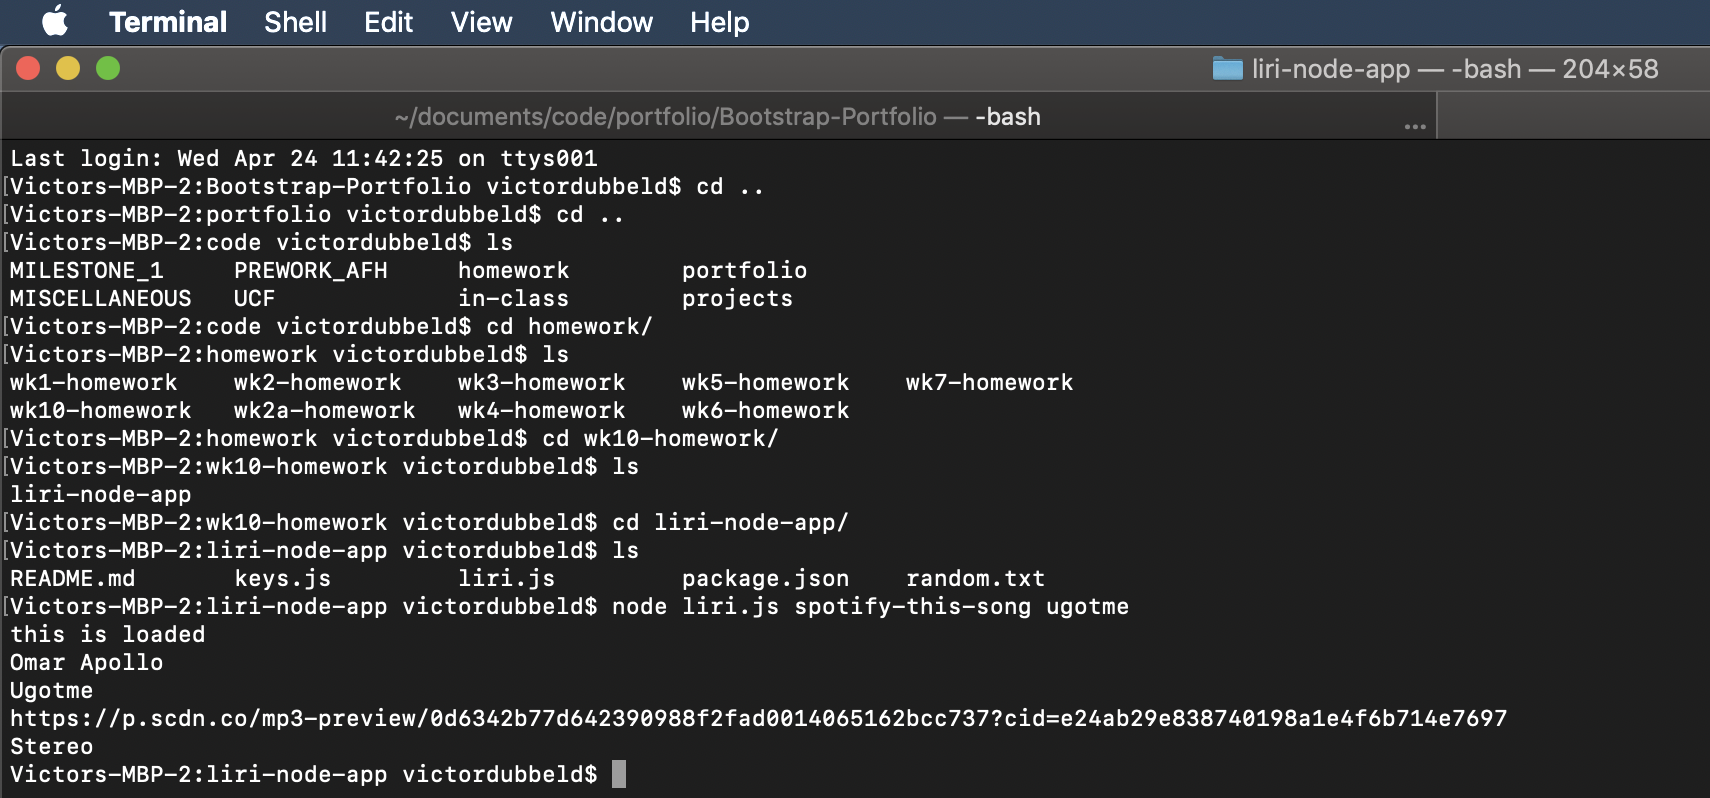 Terminal Shell Edit View Window Help
liri-node-app — -bash — 204×58
~/documents/code/portfolio/Bootstrap-Portfolio — -bash ...
Last login: Wed Apr 24 11:42:25 on ttys001
[Victors-MBP-2:Bootstrap-Portfolio victordubbeld$ cd ..
[Victors-MBP-2:portfolio victordubbeld$ cd ..
[Victors-MBP-2:code victordubbeld$ ls
MILESTONE_1 PREWORK_AFH homework portfolio
MISCELLANEOUS UCF in-class projects
[Victors-MBP-2:code victordubbeld$ cd homework/
[Victors-MBP-2:homework victordubbeld$ ls
wk1-homework wk2-homework wk3-homework wk5-homework wk7-homework
wk10-homework wk2a-homework wk4-homework wk6-homework
[Victors-MBP-2:homework victordubbeld$ cd wk10-homework/
[Victors-MBP-2:wk10-homework victordubbeld$ ls
liri-node-app
[Victors-MBP-2:wk10-homework victordubbeld$ cd liri-node-app/
[Victors-MBP-2:liri-node-app victordubbeld$ ls
README.md keys.js liri.js package.json random.txt
[Victors-MBP-2:liri-node-app victordubbeld$ node liri.js spotify-this-song ugotme
this is loaded
Omar Apollo
Ugotme
https://p.scdn.co/mp3-preview/0d6342b77d642390988f2fad0014065162bcc737?cid=e24ab29e838740198a1e4f6b714e7697
Stereo
Victors-MBP-2:liri-node-app victordubbeld$